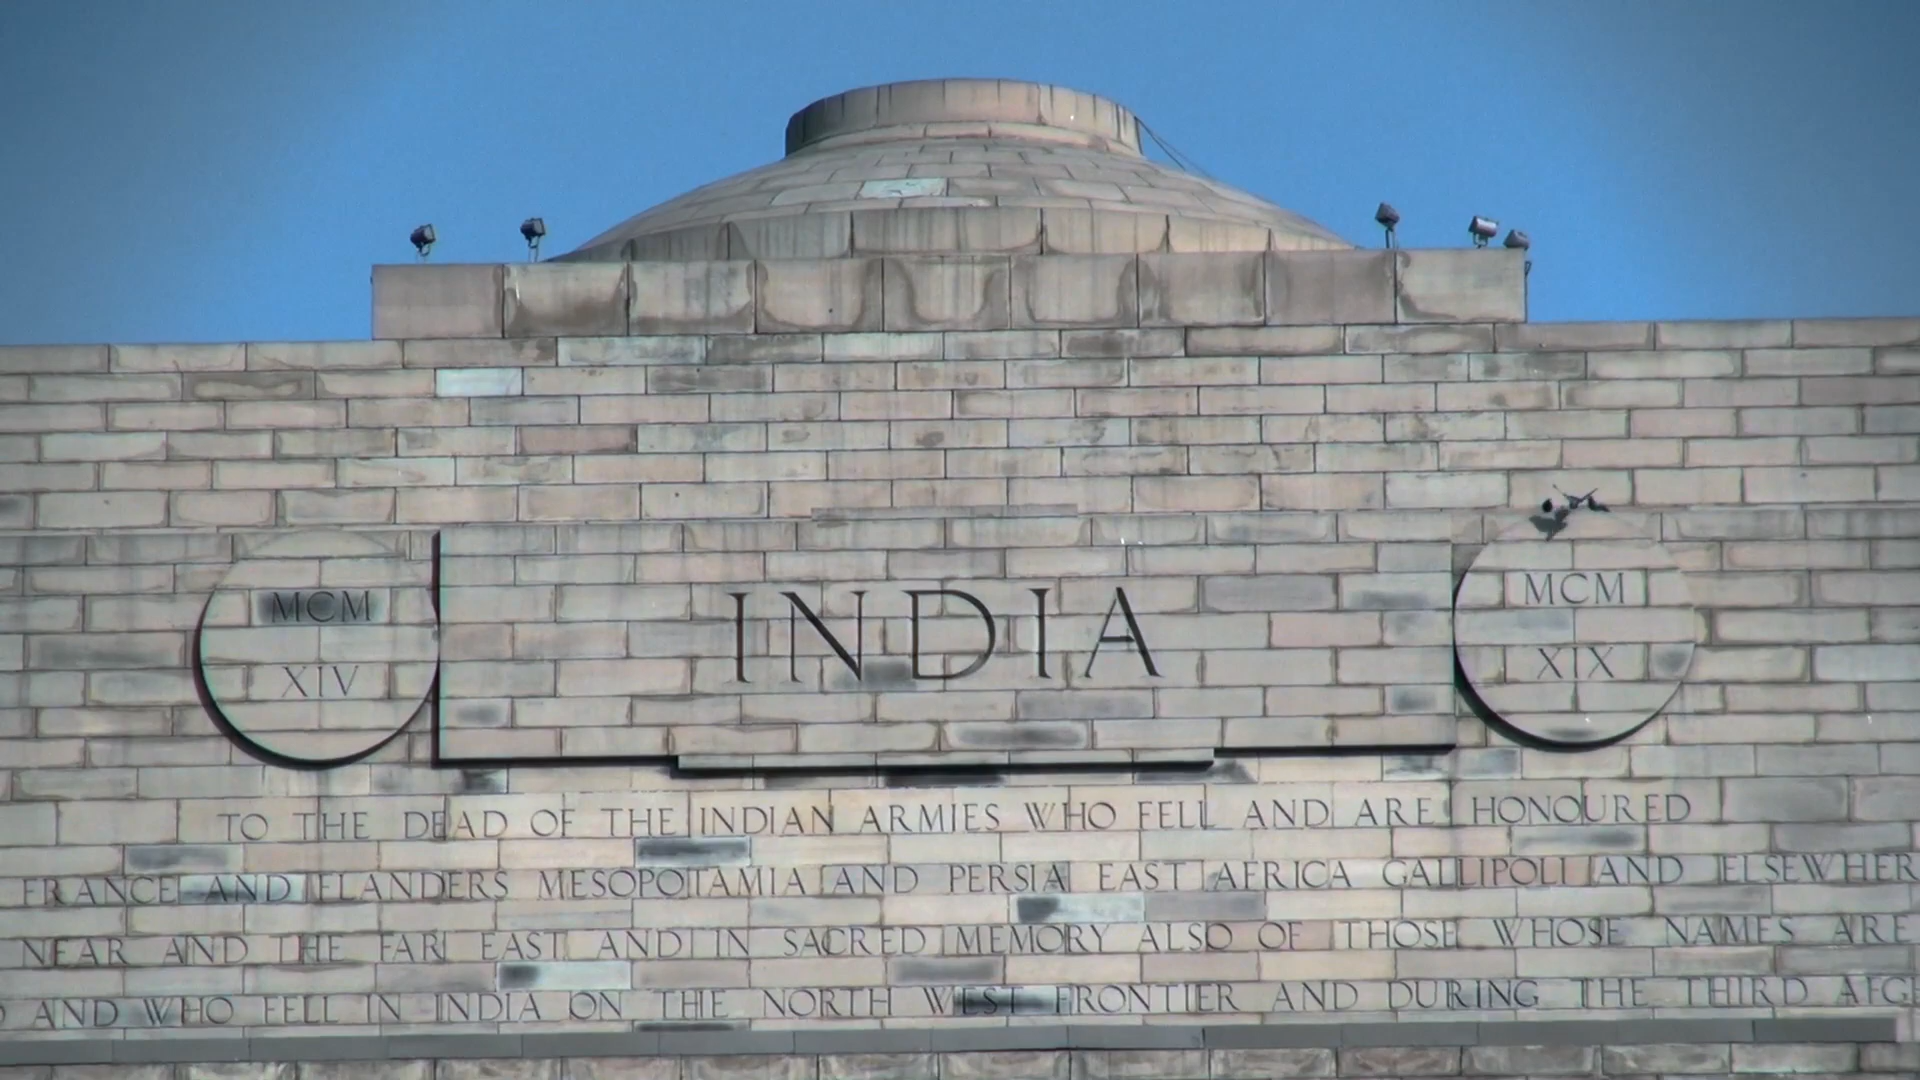 MCM
XIV
INDIA
MCM
XIX
TO THE DEAD OF THE INDIAN ARMIES WHO FELL AND ARE HONOURED
FRANCE AND FLANDERS MESOPOTAMIA AND PERSIA EAST AFRICA GALLIPOLI AND ELSEWHER
NEAR AND THE FAR EAST AND IN SACRED MEMORY ALSO OF THOSE WHOSE NAMES ARE
D AND WHO FELL IN INDIA ON THE NORTH WEST FRONTIER AND DURING THE THIRD AFG